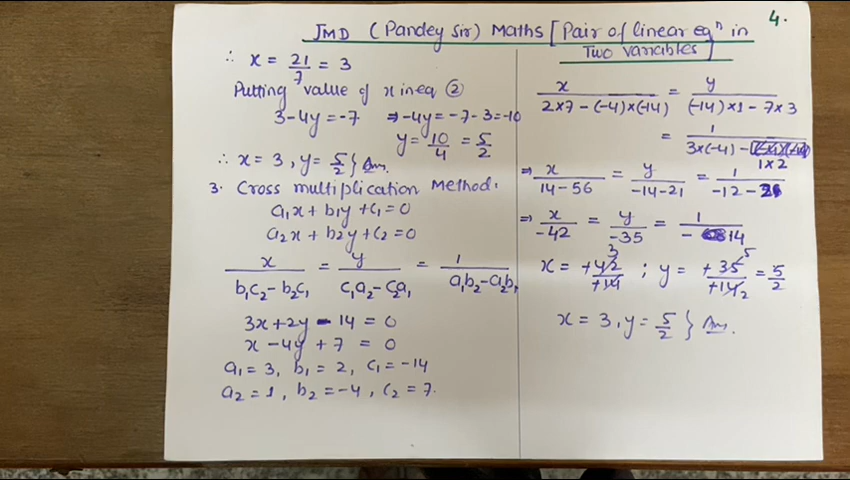 4.
JMD (Pandey Sir) Maths [Pair of linear eqⁿ in
Two variables]
∴ x = 21/7 = 3
Putting value of x in eq ②
3-4y = -7 ⇒ -4y = -7-3 = -10
y = 10/4 = 5/2
∴ x = 3, y = 5/2 } Ans.
3. Cross multiplication Method.
a₁x + b₁y + c₁ = 0
a₂x + b₂y + c₂ = 0
x/(b₁c₂-b₂c₁) = y/(c₁a₂-c₂a₁) = 1/(a₁b₂-a₂b₁)
3x+2y-14 = 0
x-4y+7 = 0
a₁ = 3, b₁ = 2, c₁ = -14
a₂ = 1, b₂ = -4, c₂ = 7.
x/(2×7-(-4)×(-14)) = y/((-14)×1-7×3)
= 1/(3×(-4)-1×2)
⇒ x/(14-56) = y/(-14-21) = 1/(-12-2)
⇒ x/-42 = y/-35 = 1/-14
x = +42/+14 3 ; y = +35/+14 5 2 = 5/2
x = 3, y = 5/2 } Ans.